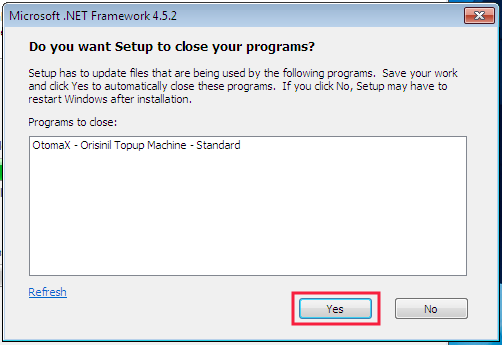 Microsoft .NET Framework 4.5.2
Do you want Setup to close your programs?
Setup has to update files that are being used by the following programs. Save your work
and click Yes to automatically close these programs. If you click No, Setup may have to
restart Windows after installation.
Programs to close:
OtomaX - Orisinil Topup Machine - Standard
Refresh
Yes
No